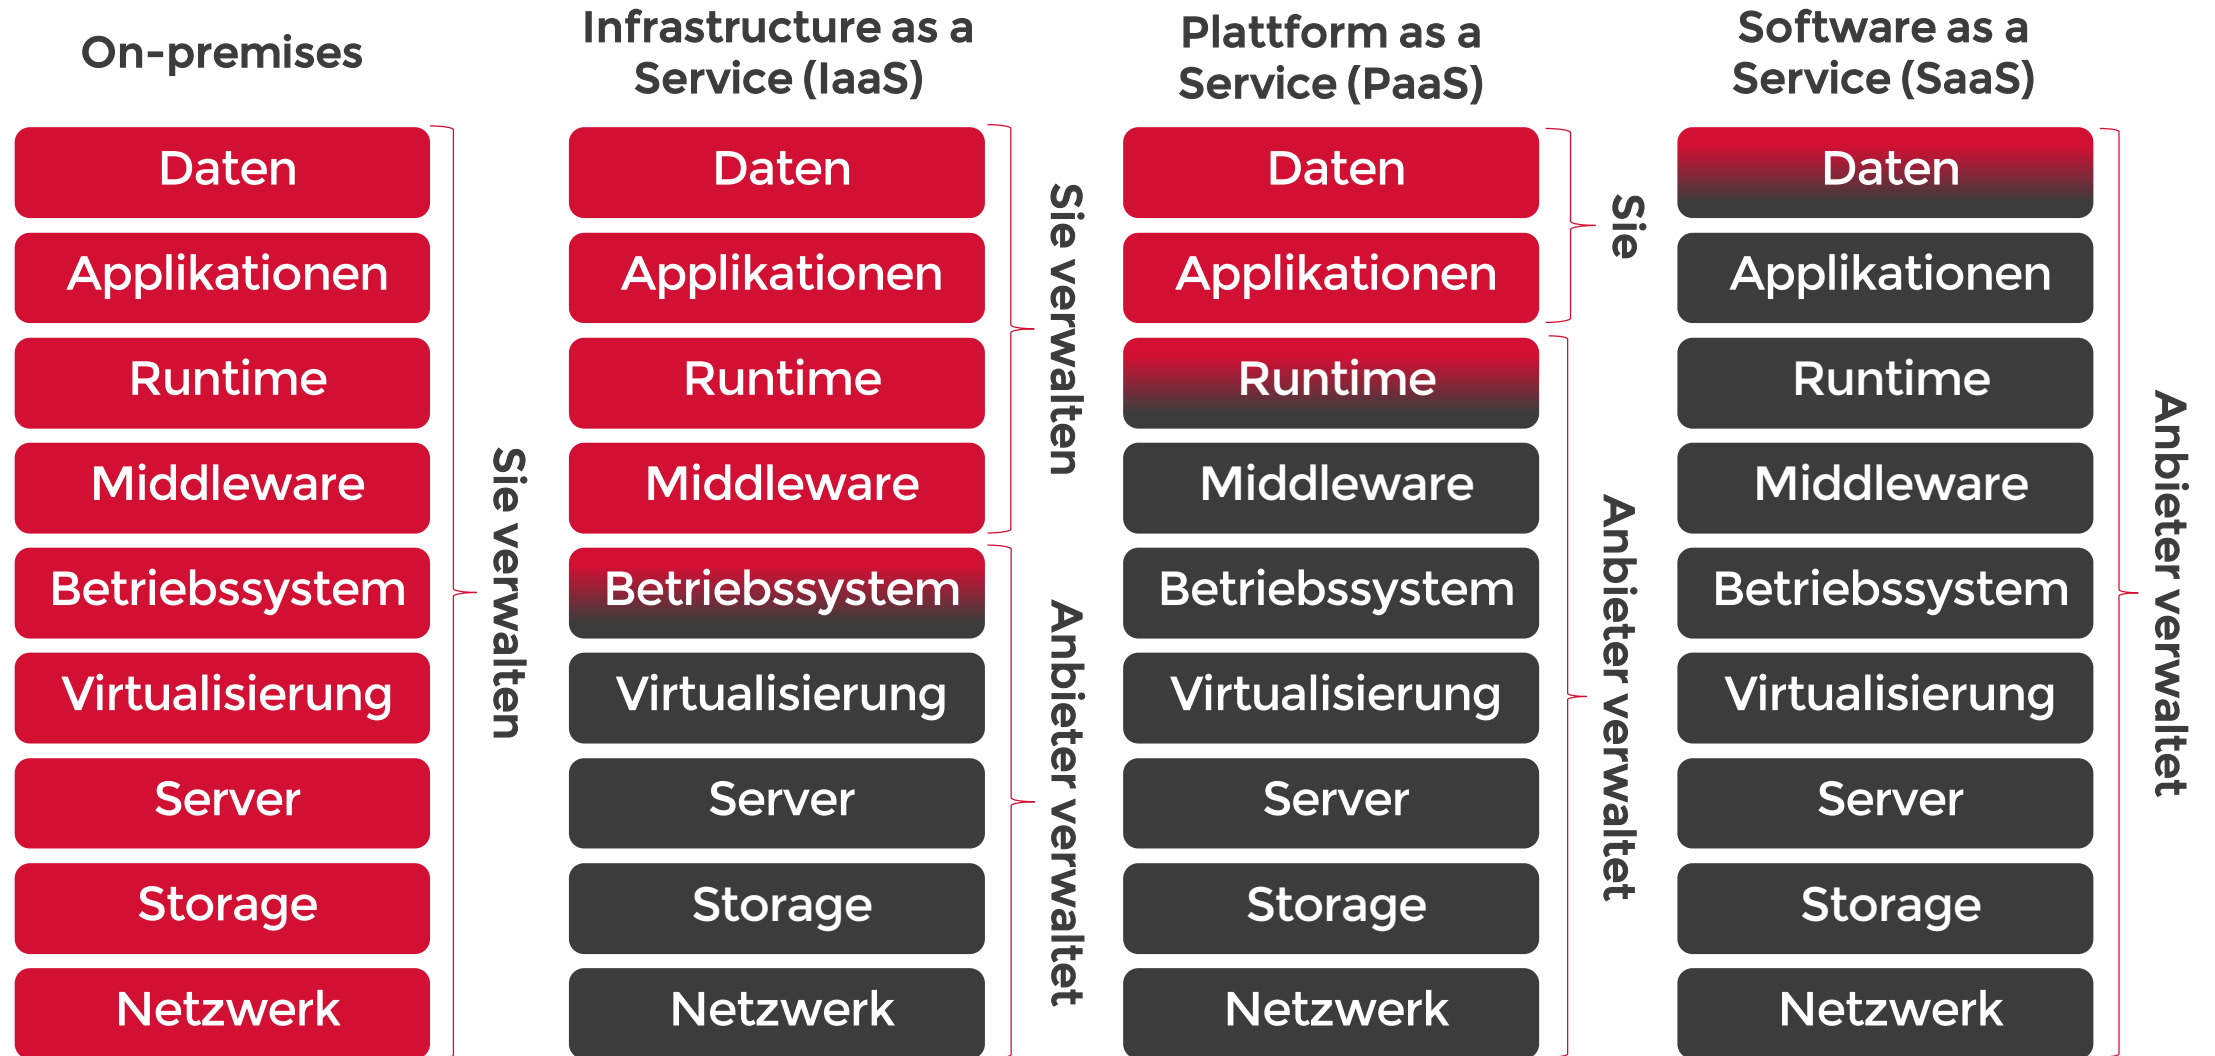 On-premises
Daten
Applikationen
Runtime
Middleware
Betriebssystem
Virtualisierung
Server
Storage
Netzwerk
Sie verwalten
Infrastructure as a
Service (IaaS)
Daten
Applikationen
Runtime
Middleware
Betriebssystem
Virtualisierung
Server
Storage
Netzwerk
Sie verwalten
Anbieter verwaltet
Plattform as a
Service (PaaS)
Daten
Applikationen
Runtime
Middleware
Betriebssystem
Virtualisierung
Server
Storage
Netzwerk
Sie
Anbieter verwaltet
Software as a
Service (SaaS)
Daten
Applikationen
Runtime
Middleware
Betriebssystem
Virtualisierung
Server
Storage
Netzwerk
Anbieter verwaltet